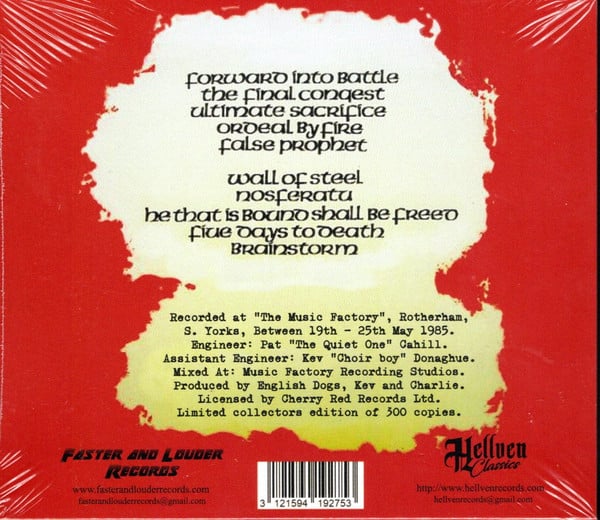 forward into Battle
the final conqest
ultimate sacrifice
ordeal By fire
false prophet
wall of steel
nosferatu
he that is Bound shall Be freed
five days to death
Brainstorm
Recorded at "The Music Factory", Rotherham,
S. Yorks, Between 19th - 25th May 1985.
Engineer: Pat "The Quiet One" Cahill.
Assistant Engineer: Kev "Choir boy" Donaghue.
Mixed At: Music Factory Recording Studios.
Produced by English Dogs, Kev and Charlie.
Licensed by Cherry Red Records Ltd.
Limited collectors edition of 300 copies.
Faster and Louder
Records
www.fasterandlouderrecords.com
fasterandlouderrecords@gmail.com
3 121594 192753
Hellven
Classics
http://www.hellvenrecords.com
hellvenrecords@gmail.com